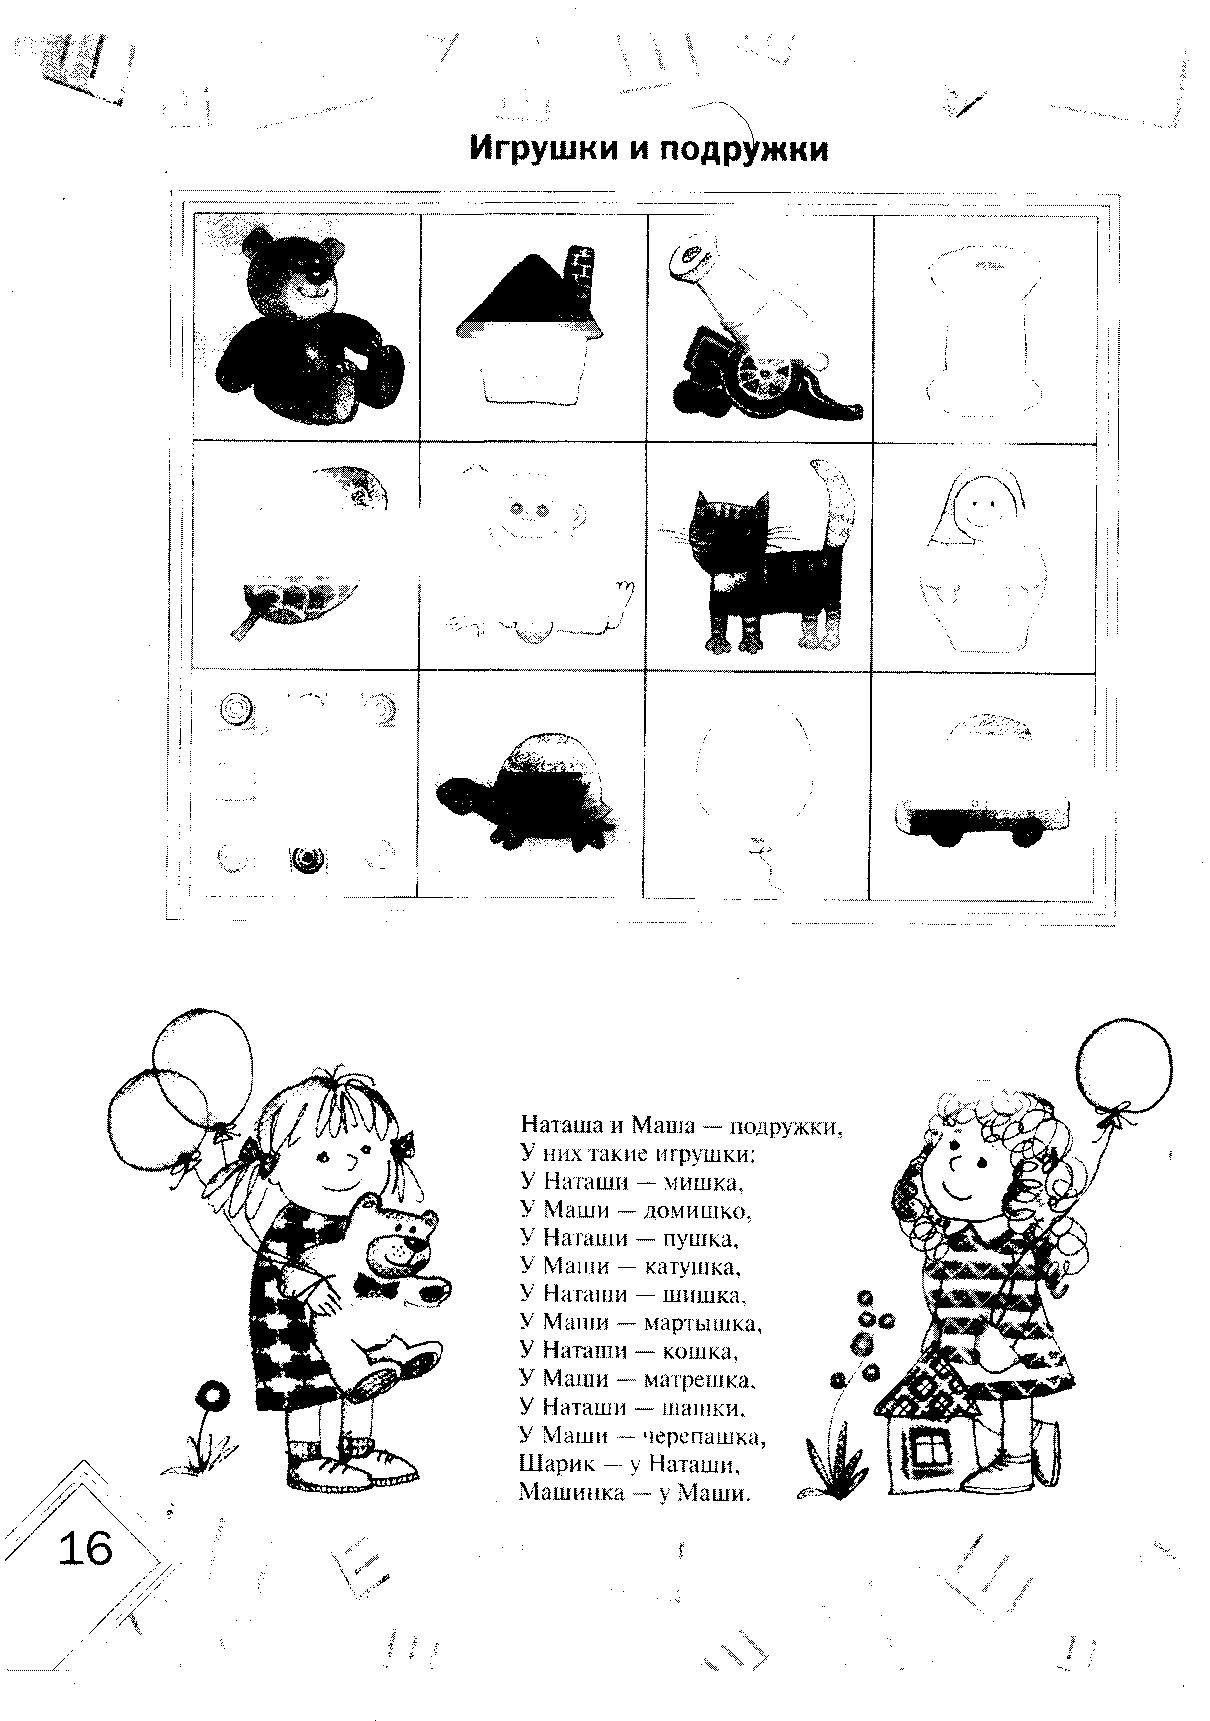 Игрушки и подружки
Наташа и Маша — подружки,
У них такие игрушки:
У Наташи — мишка,
У Маши — домишко,
У Наташи — пушка,
У Маши — катушка,
У Наташи — шишка,
У Маши — мартышка,
У Наташи — кошка,
У Маши — матрешка,
У Наташи — шашки,
У Маши — черепашка,
Шарик — у Наташи,
Машинка — у Маши.
16